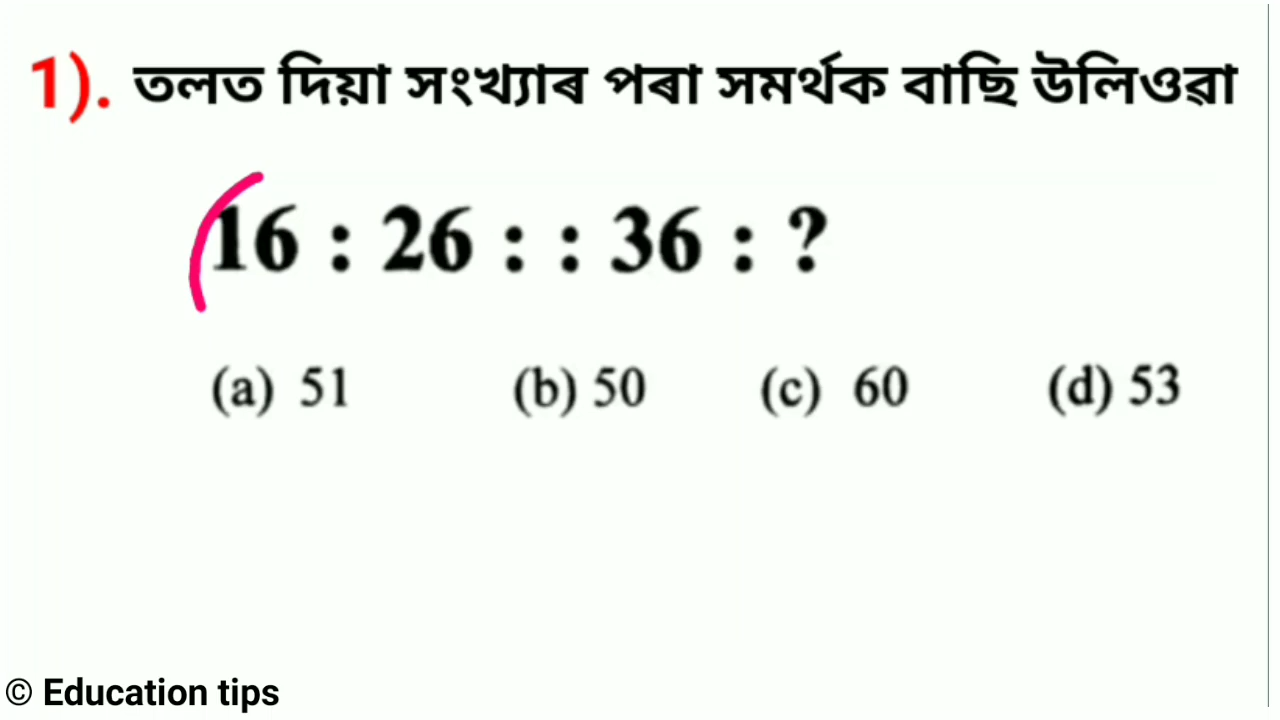 1). তলত দিয়া সংখ্যাৰ পৰা সমৰ্থক বাছি উলিওৱা
16 : 26 : : 36 : ?
(a) 51 (b) 50 (c) 60 (d) 53
© Education tips